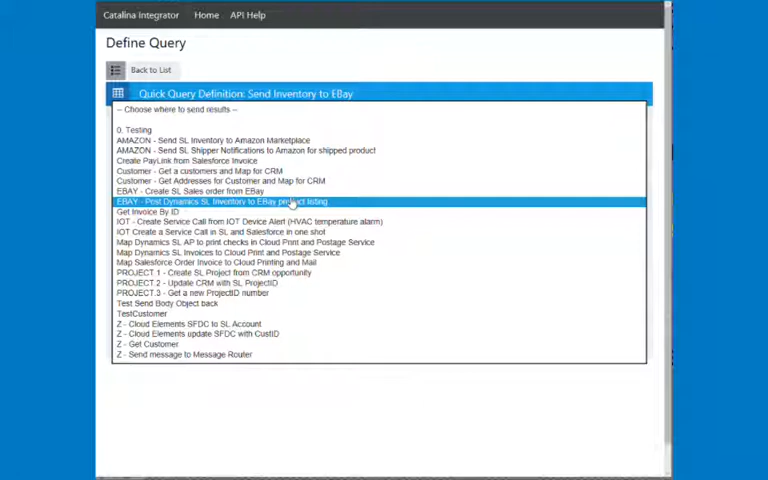 Catalina Integrator Home API Help
Define Query
Back to List
Quick Query Definition: Send Inventory to EBay
-- Choose where to send results --
0. Testing
AMAZON - Send SL Inventory to Amazon Marketplace
AMAZON - Send SL Shipper Notifications to Amazon for shipped product
Create PayLink from Salesforce Invoice
Customer - Get a customers and Map for CRM
Customer - Get Addresses for Customer and Map for CRM
EBAY - Create SL Sales order from EBay
EBAY - Post Dynamics SL Inventory to EBay product listing
Get Invoice By ID
IOT - Create Service Call from IOT Device Alert (HVAC temperature alarm)
IOT Create a Service Call in SL and Salesforce in one shot
Map Dynamics SL AP to print checks in Cloud Print and Postage Service
Map Dynamics SL Invoices to Cloud Print and Postage Service
Map Salesforce Order Invoice to Cloud Printing and Mail
PROJECT 1 - Create SL Project from CRM opportunity
PROJECT 2 - Update CRM with SL ProjectID
PROJECT 3 - Get a new ProjectID number
Test Send Body Object back
TestCustomer
Z - Cloud Elements SFDC to SL Account
Z - Cloud Elements update SFDC with CustID
Z - Get Customer
Z - Send message to Message Router